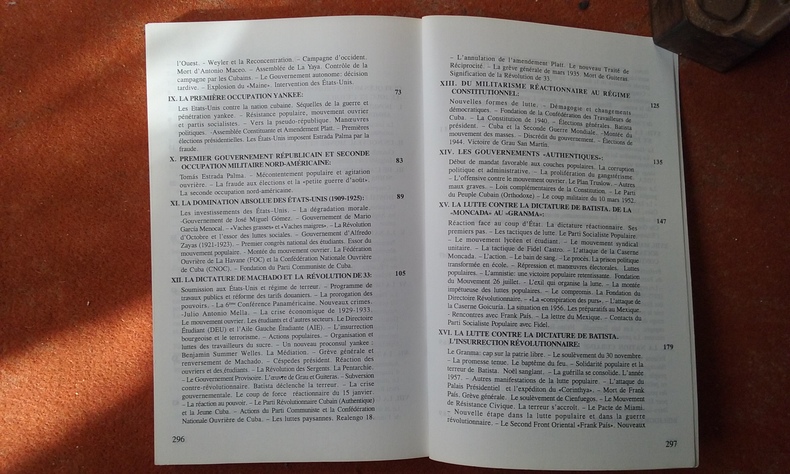 l'Ouest. – Weyler et la Reconcentration. – Campagne d'occident.
Mort d'Antonio Maceo. – Assemblée de La Yaya. Contrôle de la
campagne par les Cubains. – Le Gouvernement autonome: décision
tardive. – Explosion du «Maine». Intervention des États-Unis.
IX. LA PREMIÈRE OCCUPATION YANKEE: 73
Les Etats-Unis contre la nation cubaine. Séquelles de la guerre et
pénétration yankee. – Résistance populaire, mouvement ouvrier
et partis socialistes. – Vers la pseudo-république. Manœuvres
politiques. – Assemblée Constituante et Amendement Platt. – Premières
élections présidentielles. Les États-Unis imposent Estrada Palma par la
fraude.
X. PREMIER GOUVERNEMENT RÉPUBLICAIN ET SECONDE
OCCUPATION MILITAIRE NORD-AMÉRICAINE: 83
Tomás Estrada Palma. – Mécontentement populaire et agitation
ouvrière. – La fraude aux élections et la «petite guerre d'août».
La seconde occupation nord-américaine.
XI. LA DOMINATION ABSOLUE DES ÉTATS-UNIS (1909-1925): 89
Les investissements des États-Unis. – La dégradation morale.
-Gouvernement de José Miguel Gómez. – Gouvernement de Mario
García Menocal. – «Vaches grasses» et «Vaches maigres». – La Révolution
d'Octobre et l'essor des luttes sociales. – Gouvernement d'Alfredo
Zayas (1921-1923). – Premier congrès national des étudiants. Essor du
mouvement populaire. – Montée du mouvement ouvrier. La Fédération
Ouvrière de La Havane (FOC) et la Confédération Nationale Ouvrière
de Cuba (CNOC). – Fondation du Parti Communiste de Cuba.
XII. LA DICTATURE DE MACHADO ET LA RÉVOLUTION DE 33: 105
Soumission aux États-Unis et régime de terreur. – Programme de
travaux publics et réforme des tarifs douaniers. – La prorogation des
pouvoirs. – La 6ème Conférence Panaméricaine. Nouveaux crimes.
-Julio Antonio Mella. – La crise économique de 1929-1933.
Le mouvement ouvrier. Les étudiants et d'autres secteurs. Le Directoire
Étudiant (DEU) et l'Aile Gauche Étudiante (AIE). – L'insurrection
bourgeoise et le terrorisme. – Actions populaires. – Organisation et
luttes des travailleurs du sucre. – Un nouveau proconsul yankee :
Benjamin Summer Welles. La Médiation. – Grève générale et
renversement de Machado. – Céspedes président. Réaction des
ouvriers et des étudiants. – La Révolution des Sergents. La Pentarchie.
– Le Gouvernement Provisoire. L'œuvre de Grau et Guiteras. – Subversion
contre-révolutionnaire. Batista déclenche la terreur. – La crise
gouvernementale. Le coup de force réactionnaire du 15 janvier.
– La réaction au pouvoir. – Le Parti Révolutionnaire Cubain (Authentique)
et la Jeune Cuba. – Actions du Parti Communiste et la Confédération
Nationale Ouvrière de Cuba. – Les luttes paysannes. Realengo 18.
296
– L'annulation de l'amendement Platt. Le nouveau Traité de
Réciprocité. – La grève générale de mars 1935. Mort de Guiteras.
Signification de la Révolution de 33.
XIII. DU MILITARISME RÉACTIONNAIRE AU RÉGIME
CONSTITUTIONNEL: 125
Nouvelles formes de lutte. – Démagogie et changements
démocratiques. – Fondation de la Confédération des Travailleurs de
Cuba. – La Constitution de 1940. – Élections générales. Batista
président. – Cuba et la Seconde Guerre Mondiale. – Montée du
mouvement des masses. – Discrédit du gouvernement. – Élections de
1944. Victoire de Grau San Martín.
XIV. LES GOUVERNEMENTS «AUTHENTIQUES»: 135
Début de mandat favorable aux couches populaires. La corruption
politique et administrative. – La prolifération du gangstérisme.
– L'offensive contre le mouvement ouvrier. Le Plan Truslow. – Autres
maux graves. – Lois complémentaires de la Constitution. – Le Parti
du Peuple Cubain (Orthodoxe) – Le coup militaire du 10 mars 1952.
XV. LA LUTTE CONTRE LA DICTATURE DE BATISTA. DE LA
«MONCADA» AU «GRANMA»: 147
Réaction face au coup d'État. La dictature réactionnaire. Ses
premiers pas. – Les tactiques de lutte. Le Parti Socialiste Populaire.
– Le mouvement lycéen et étudiant. – Le mouvement syndical
unitaire. – La tactique de Fidel Castro. – L'attaque de la Caserne
Moncada. – L'action. – Le bain de sang. – Le procès. La prison politique
transformée en école. – Répression et manœuvres électorales. Luttes
populaires. – L'amnistie: une victoire populaire retentissante. Fondation
du Mouvement 26 juillet. – L'exil qui organise la lutte. – La montée
impétueuse des luttes populaires. – Le compromis. La Fondation du
Directoire Révolutionnaire. – La «conspiration des purs». – L'attaque de
la Caserne Goicuría. La situation en 1956. Les préparatifs au Mexique.
- Rencontres avec Frank País. – La lettre du Mexique. – Contacts du
Parti Socialiste Populaire avec Fidel.
XVI. LA LUTTE CONTRE LA DICTATURE DE BATISTA.
L'INSURRECTION RÉVOLUTIONNAIRE: 179
Le Granma: cap sur la patrie libre. – Le soulèvement du 30 novembre.
– La promesse tenue. Le baptême du feu. – Solidarité populaire et la
terreur de Batista. Noël sanglant. – La guérilla se consolide. L'année
1957. – Autres manifestations de la lutte populaire. – L'attaque du
Palais Présidentiel et l'expédition du «Corinthya». – Mort de Frank
País. Grève générale. Le soulèvement de Cienfuegos. – Le Mouvement
de Résistance Civique. La terreur s'accroît. – Le Pacte de Miami.
– Nouvelle étape dans la lutte populaire et dans la guerre
révolutionnaire. – Le Second Front Oriental «Frank País». Nouveaux
297